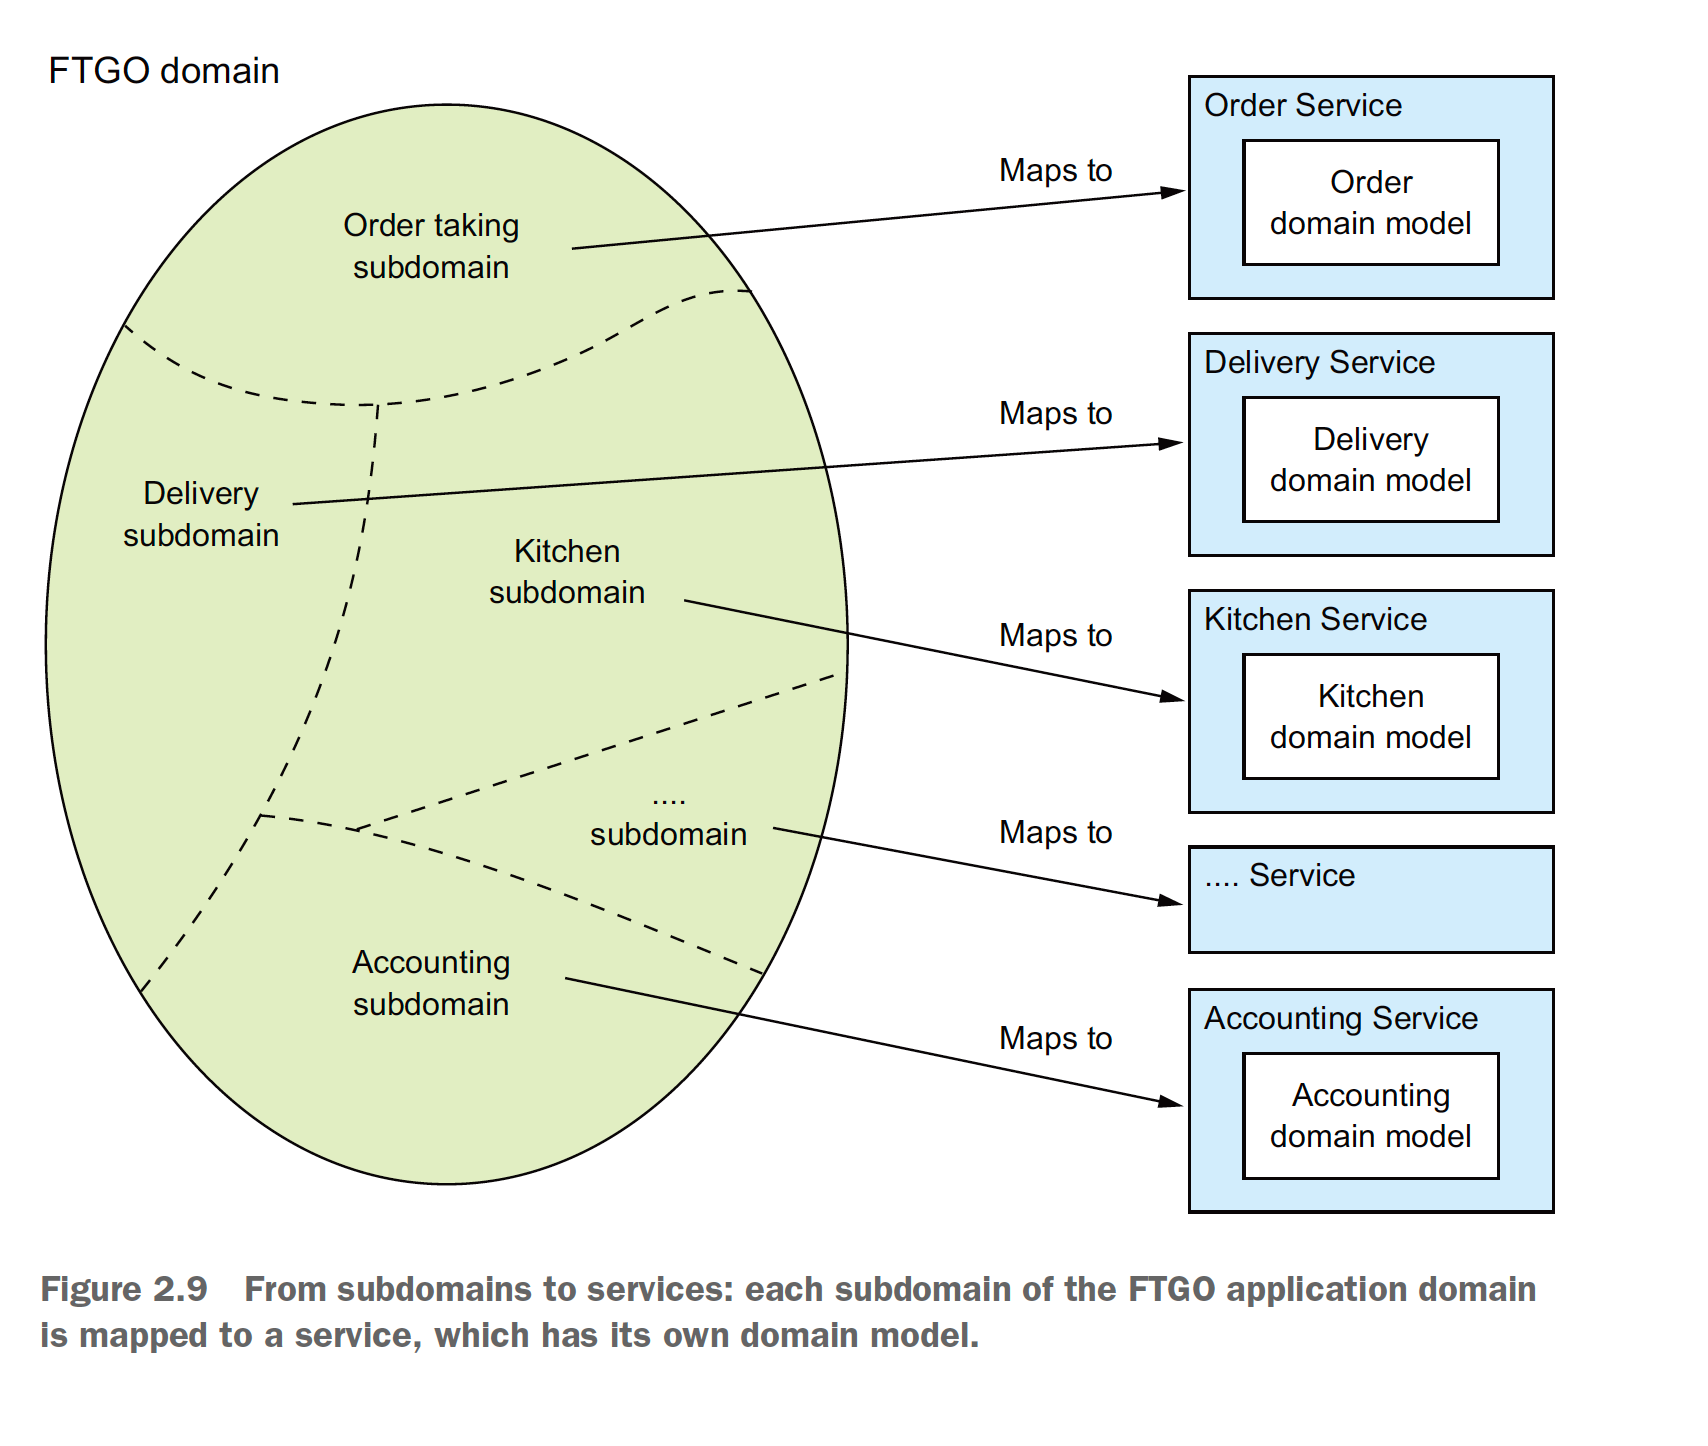 FTGO domain
Order taking
subdomain
Delivery
subdomain
Kitchen
subdomain
....
subdomain
Accounting
subdomain
Maps to
Maps to
Maps to
Maps to
Maps to
Order Service
Order
domain model
Delivery Service
Delivery
domain model
Kitchen Service
Kitchen
domain model
.... Service
Accounting Service
Accounting
domain model
Figure 2.9 From subdomains to services: each subdomain of the FTGO application domain
is mapped to a service, which has its own domain model.